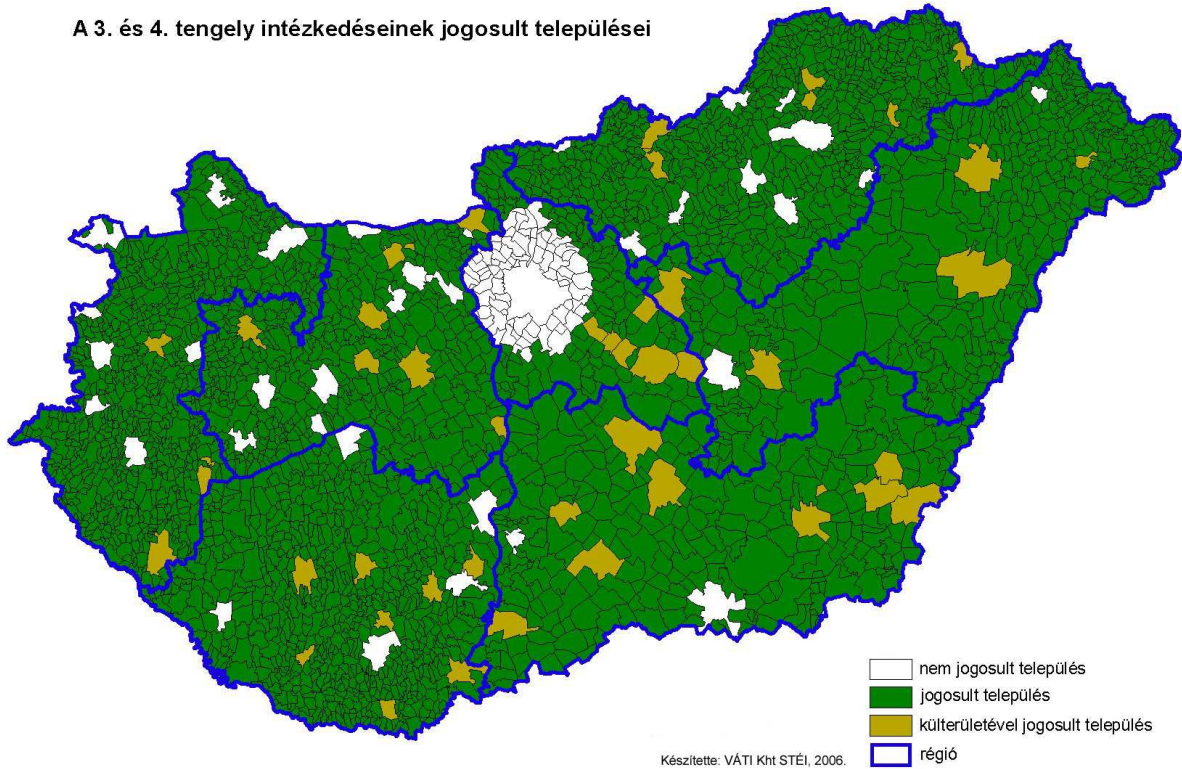 A 3. és 4. tengely intézkedéseinek jogosult települései
nem jogosult település
jogosult település
külterületével jogosult település
régió
Készítette: VÁTI Kht STÉI, 2006.